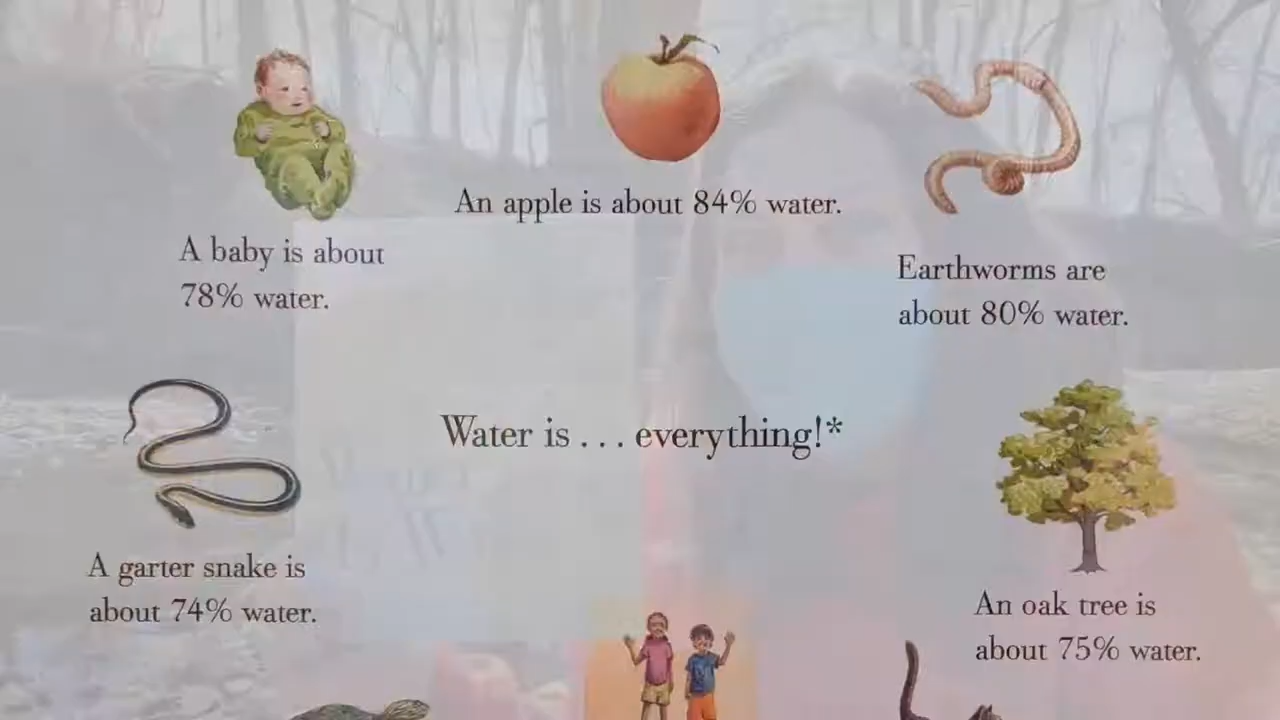 An apple is about 84% water.
A baby is about
78% water.
Earthworms are
about 80% water.
Water is . . . everything!*
A garter snake is
about 74% water.
An oak tree is
about 75% water.